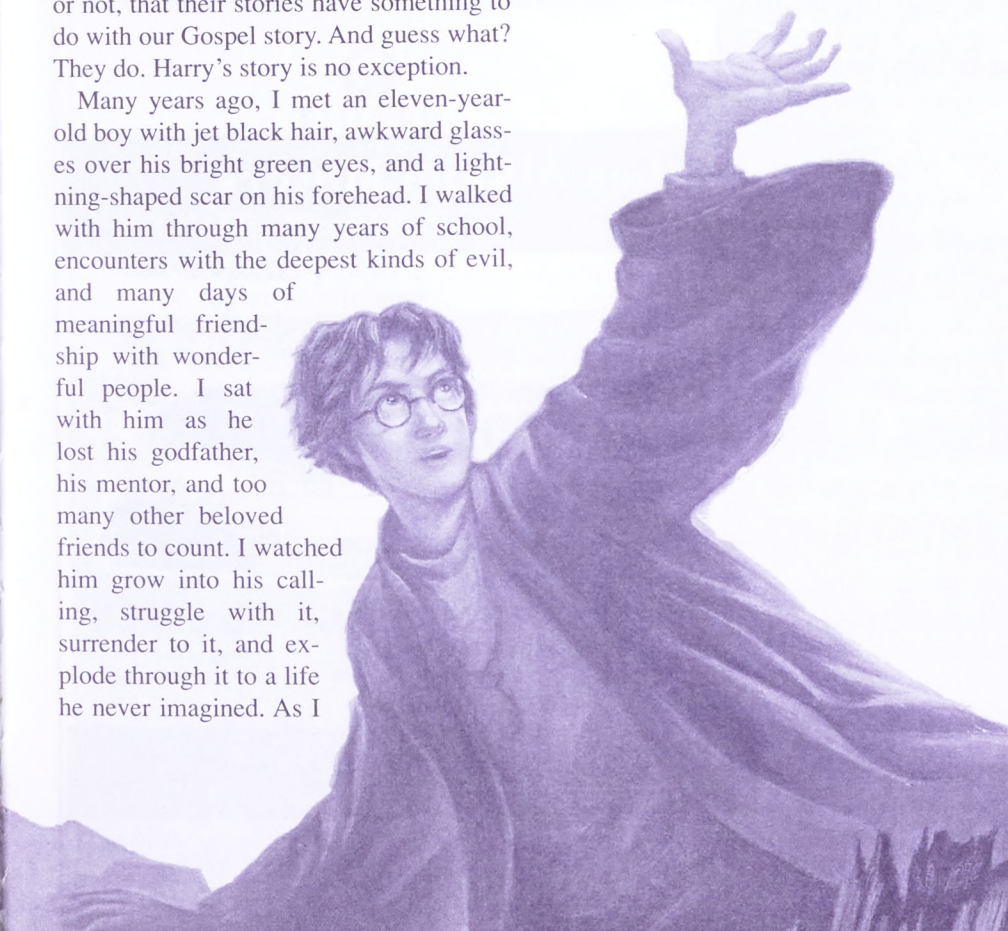 or not, that their stories have something to
do with our Gospel story. And guess what?
They do. Harry's story is no exception.
Many years ago, I met an eleven-year-
old boy with jet black hair, awkward glass-
es over his bright green eyes, and a light-
ning-shaped scar on his forehead. I walked
with him through many years of school,
encounters with the deepest kinds of evil,
and many days of
meaningful friend-
ship with wonder-
ful people. I sat
with him as he
lost his godfather,
his mentor, and too
many other beloved
friends to count. I watched
him grow into his call-
ing, struggle with it,
surrender to it, and ex-
plode through it to a life
he never imagined. As I